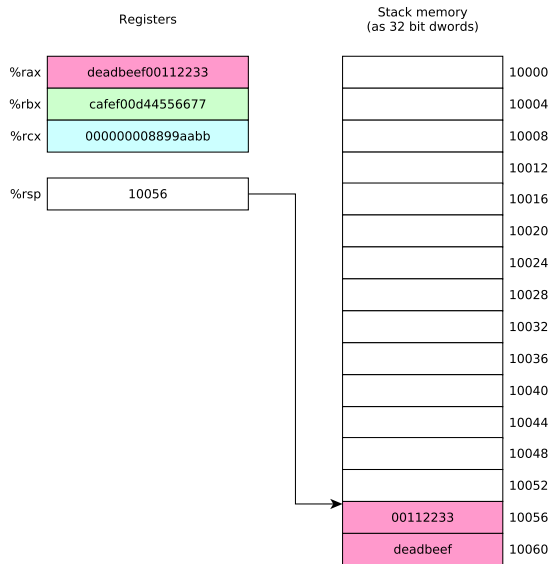 Registers
%rax deadbeef00112233
%rbx cafef00d44556677
%rcx 000000008899aabb
%rsp 10056
Stack memory
(as 32 bit dwords)
10000
10004
10008
10012
10016
10020
10024
10028
10032
10036
10040
10044
10048
10052
00112233 10056
deadbeef 10060